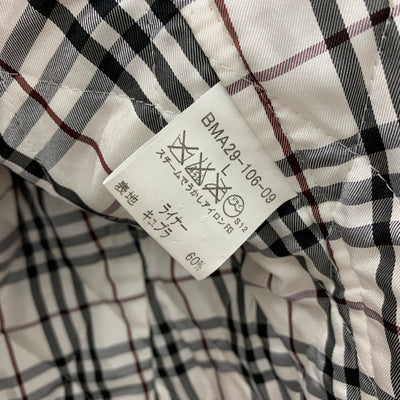 BMA29-106-09
L
スチームでうかしアイロン可
S12
表地
ライナー
キュプラ 60%